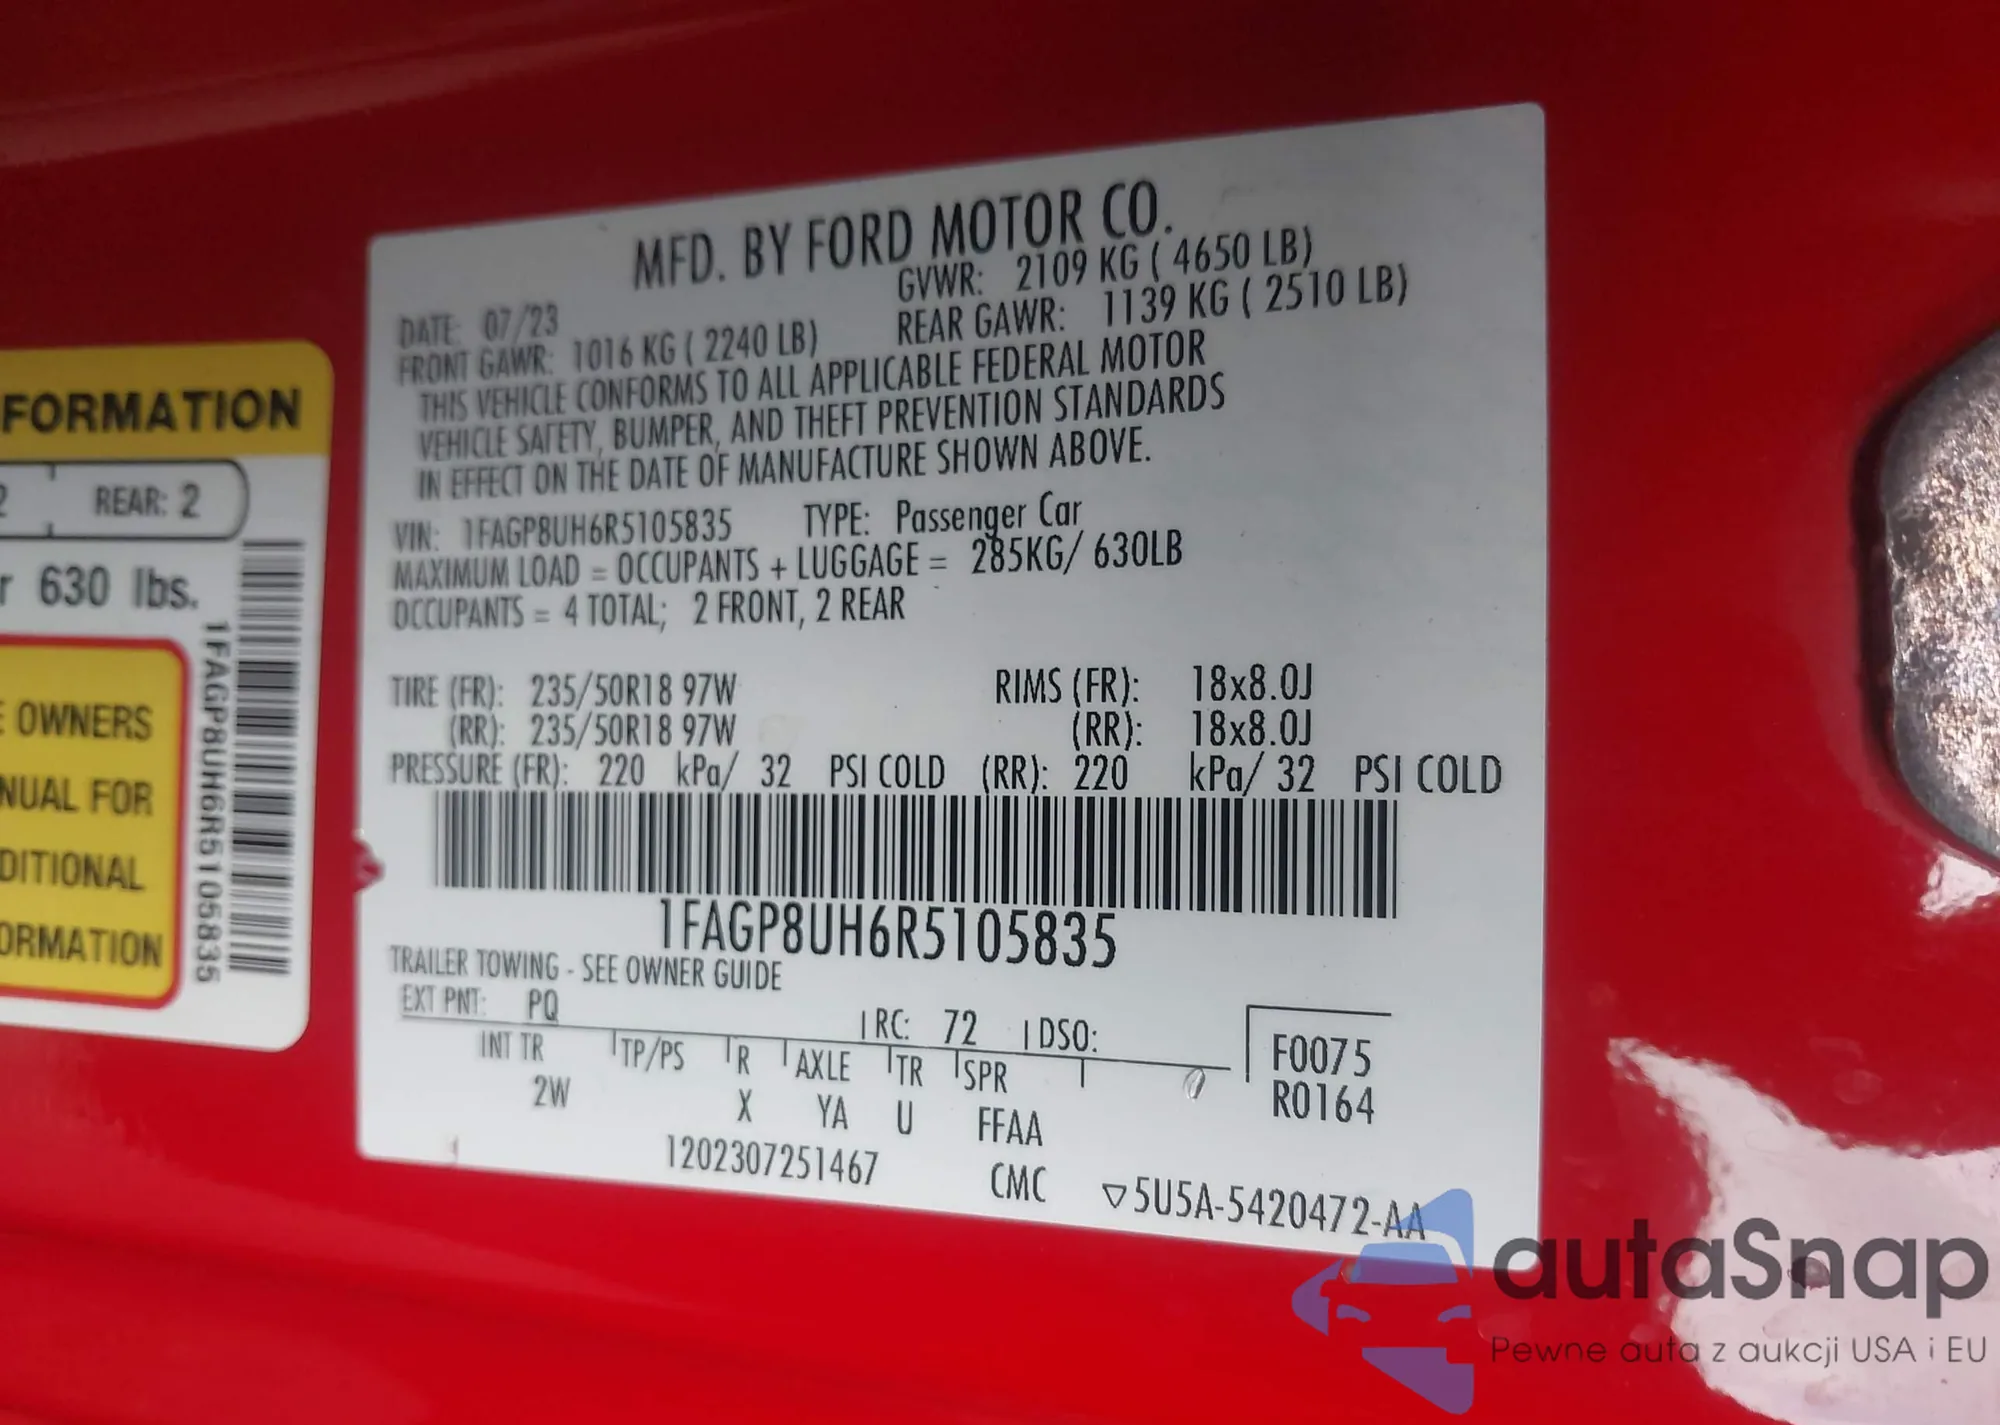 FORMATION
REAR: 2
630 lbs.
OWNERS
FOR
1FAGP8UH6R5105835
MFD. BY FORD MOTOR CO.
DATE: 07/23 GVWR: 2109 KG ( 4650 LB)
FRONT GAWR: 1016 KG ( 2240 LB) REAR GAWR: 1139 KG ( 2510 LB)
THIS VEHICLE CONFORMS TO ALL APPLICABLE FEDERAL MOTOR
VEHICLE SAFETY, BUMPER, AND THEFT PREVENTION STANDARDS
IN EFFECT ON THE DATE OF MANUFACTURE SHOWN ABOVE.
VIN: 1FAGP8UH6R5105835 TYPE: Passenger Car
MAXIMUM LOAD = OCCUPANTS + LUGGAGE = 285KG/ 630LB
OCCUPANTS = 4 TOTAL; 2 FRONT, 2 REAR
TIRE (FR): 235/50R18 97W RIMS (FR): 18x8.0J
(RR): 235/50R18 97W (RR): 18x8.0J
PRESSURE (FR): 220 kPa/ 32 PSI COLD (RR): 220 kPa/ 32 PSI COLD
1FAGP8UH6R5105835
TRAILER TOWING - SEE OWNER GUIDE
EXT PNT: PQ RC: 72 DSO: F0075
INT TR TP/PS R AXLE TR SPR R0164
2W X YA U FFAA
1202307251467 CMC ▽5U5A-5420472-AA
autaSnap
Pewne auta z aukcji USA i EU